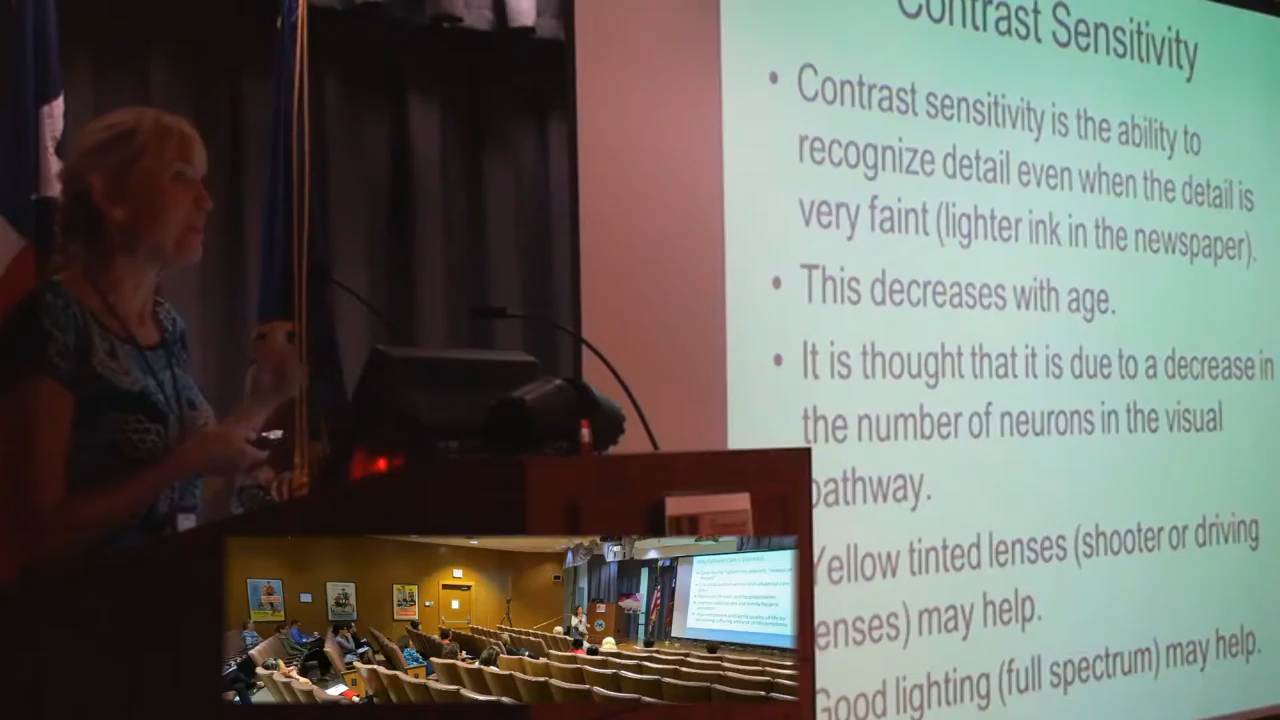 Contrast Sensitivity
• Contrast sensitivity is the ability to
recognize detail even when the detail is
very faint (lighter ink in the newspaper).
• This decreases with age.
• It is thought that it is due to a decrease in
the number of neurons in the visual
pathway.
Yellow tinted lenses (shooter or driving
lenses) may help.
Good lighting (full spectrum) may help.